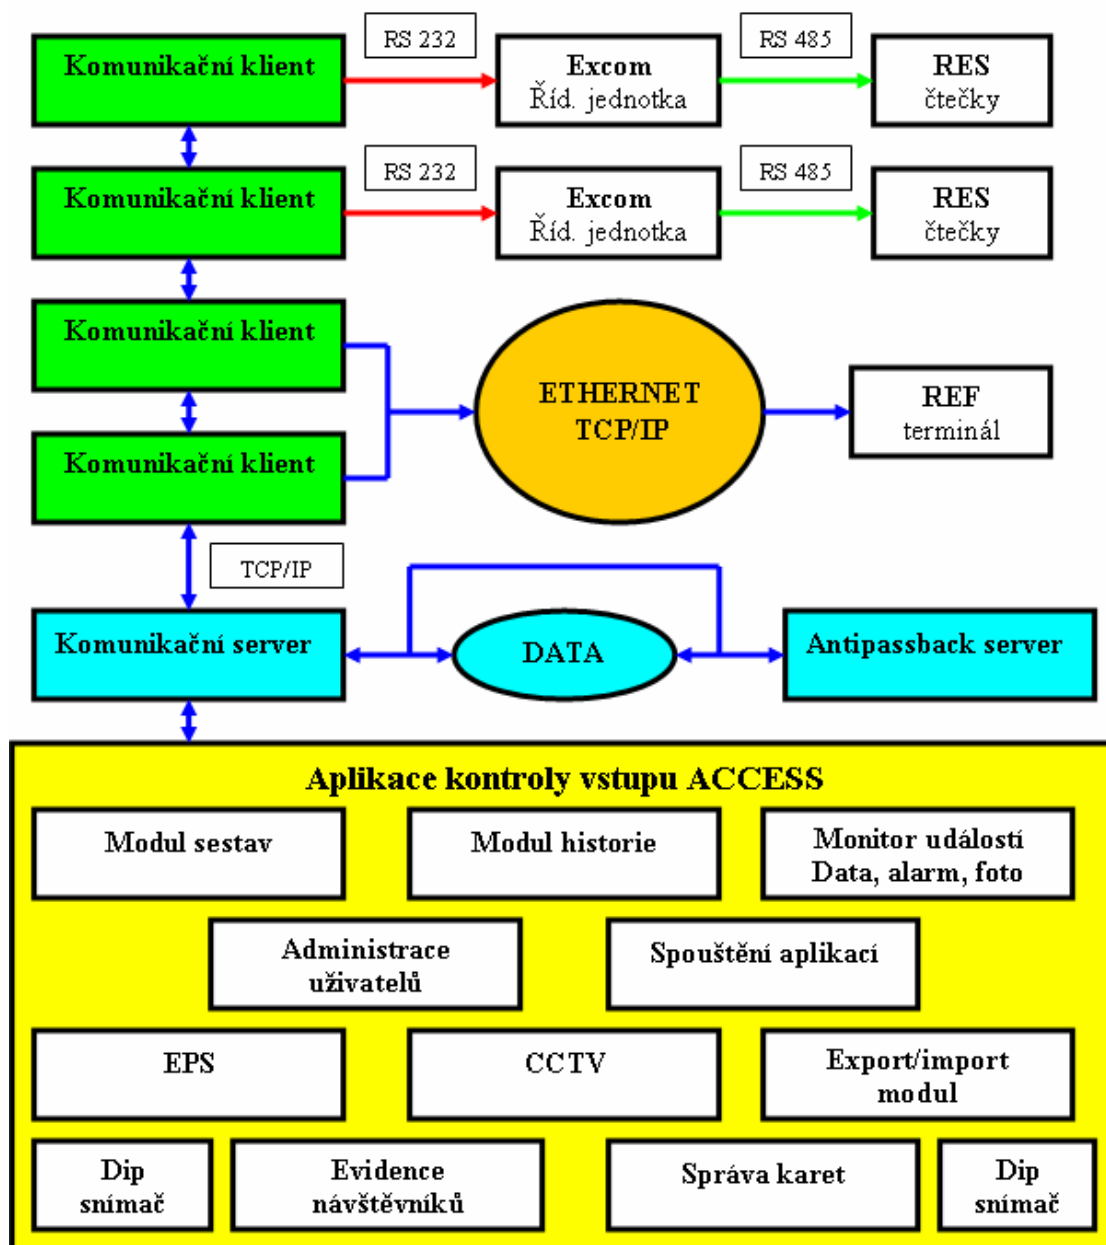 RS 232
RS 485
Komunikační klient
Excom
Říd. jednotka
RES
čtečky
RS 232
RS 485
Komunikační klient
Excom
Říd. jednotka
RES
čtečky
Komunikační klient
ETHERNET
TCP/IP
REF
terminál
Komunikační klient
TCP/IP
Komunikační server
DATA
Antipassback server
Aplikace kontroly vstupu ACCESS
Modul sestav
Modul historie
Monitor událostí
Data, alarm, foto
Administrace
uživatelů
Spouštění aplikací
EPS
CCTV
Export/import
modul
Dip
snímač
Evidence
návštěvníků
Správa karet
Dip
snímač